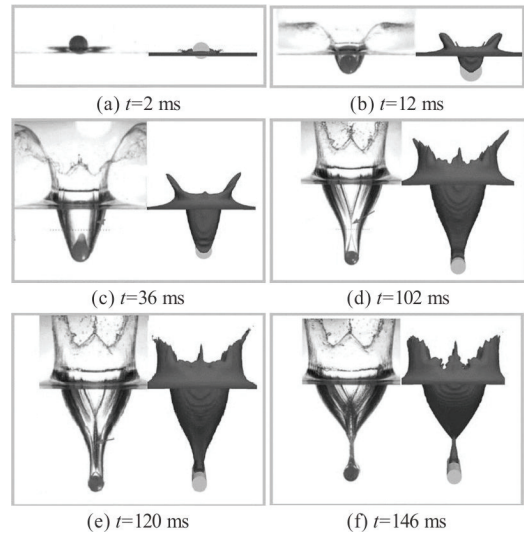 (a) t=2 ms
(b) t=12 ms
(c) t=36 ms
(d) t=102 ms
(e) t=120 ms
(f) t=146 ms